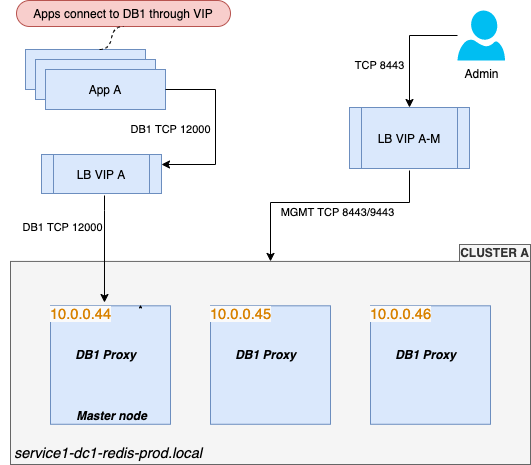 Apps connect to DB1 through VIP
TCP 8443
Admin
App A
DB1 TCP 12000
LB VIP A-M
LB VIP A
MGMT TCP 8443/9443
DB1 TCP 12000
CLUSTER A
10.0.0.44
*
10.0.0.45
10.0.0.46
DB1 Proxy
DB1 Proxy
DB1 Proxy
Master node
service1-dc1-redis-prod.local